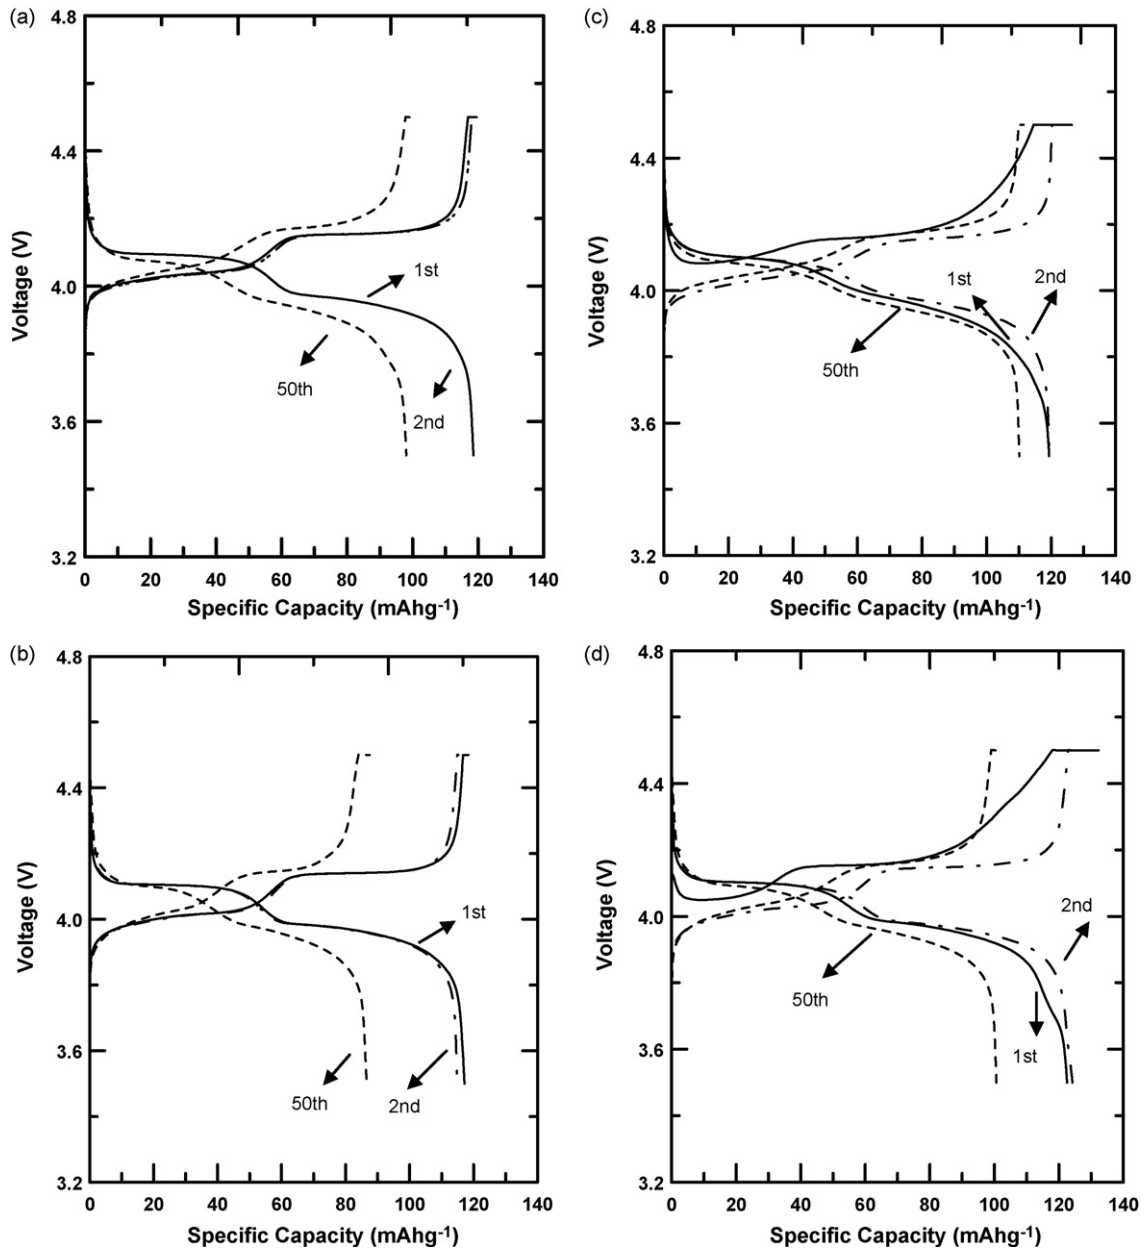 (a)
4.8
4.4
4.0
3.6
3.2
Voltage (V)
1st
50th
2nd
0 20 40 60 80 100 120 140
Specific Capacity (mAhg-1)
(c)
4.8
4.4
4.0
3.6
3.2
Voltage (V)
1st
2nd
50th
0 20 40 60 80 100 120 140
Specific Capacity (mAhg-1)
(b)
4.8
4.4
4.0
3.6
3.2
Voltage (V)
1st
50th
2nd
0 20 40 60 80 100 120 140
Specific Capacity (mAhg-1)
(d)
4.8
4.4
4.0
3.6
3.2
Voltage (V)
2nd
50th
1st
0 20 40 60 80 100 120 140
Specific Capacity (mAhg-1)